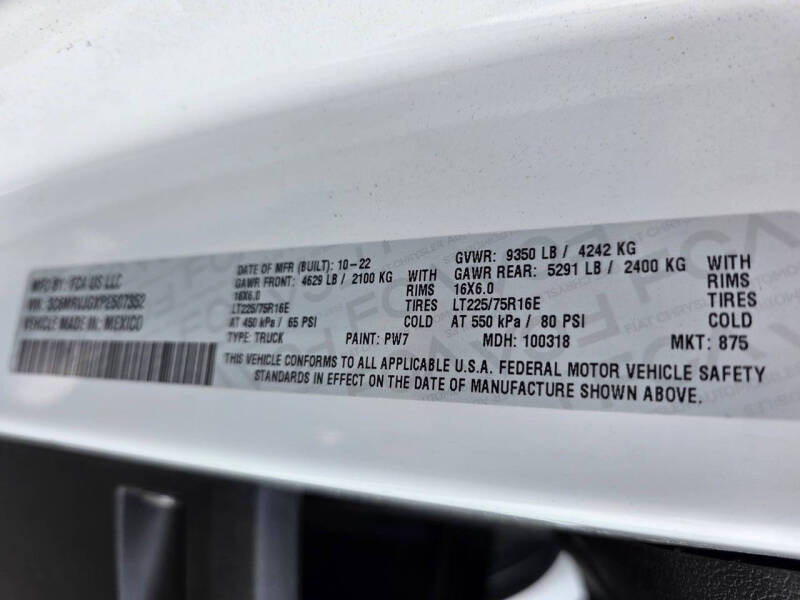 MFD BY: FCA US LLC
DATE OF MFR (BUILT): 10-22
GVWR: 9350 LB / 4242 KG
GAWR FRONT: 4629 LB / 2100 KG WITH
GAWR REAR: 5291 LB / 2400 KG WITH
16X6.0 RIMS
16X6.0 RIMS
LT225/75R16E TIRES
LT225/75R16E TIRES
AT 450 kPa / 65 PSI COLD
AT 550 kPa / 80 PSI COLD
VEHICLE MADE IN: MEXICO
TYPE: TRUCK PAINT: PW7 MDH: 100318 MKT: 875
THIS VEHICLE CONFORMS TO ALL APPLICABLE U.S.A. FEDERAL MOTOR VEHICLE SAFETY
STANDARDS IN EFFECT ON THE DATE OF MANUFACTURE SHOWN ABOVE.